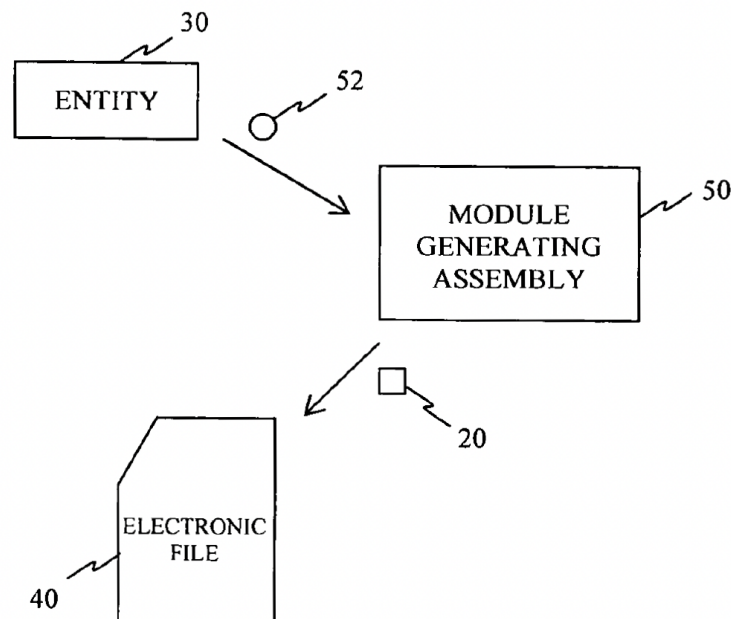 30
ENTITY
52
50
MODULE
GENERATING
ASSEMBLY
20
ELECTRONIC
FILE
40